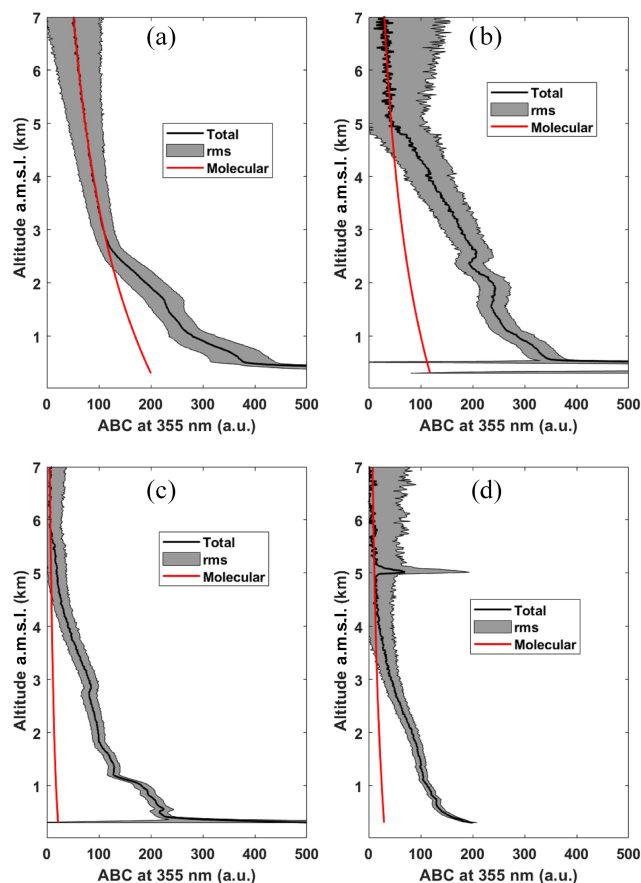 (a)
7
6
5
4
3
2
1
Altitude a.m.s.l. (km)
Total
rms
Molecular
0 100 200 300 400 500
ABC at 355 nm (a.u.)
(b)
7
6
5
4
3
2
1
Altitude a.m.s.l. (km)
Total
rms
Molecular
0 100 200 300 400 500
ABC at 355 nm (a.u.)
(c)
7
6
5
4
3
2
1
Altitude a.m.s.l. (km)
Total
rms
Molecular
0 100 200 300 400 500
ABC at 355 nm (a.u.)
(d)
7
6
5
4
3
2
1
Altitude a.m.s.l. (km)
Total
rms
Molecular
0 100 200 300 400 500
ABC at 355 nm (a.u.)